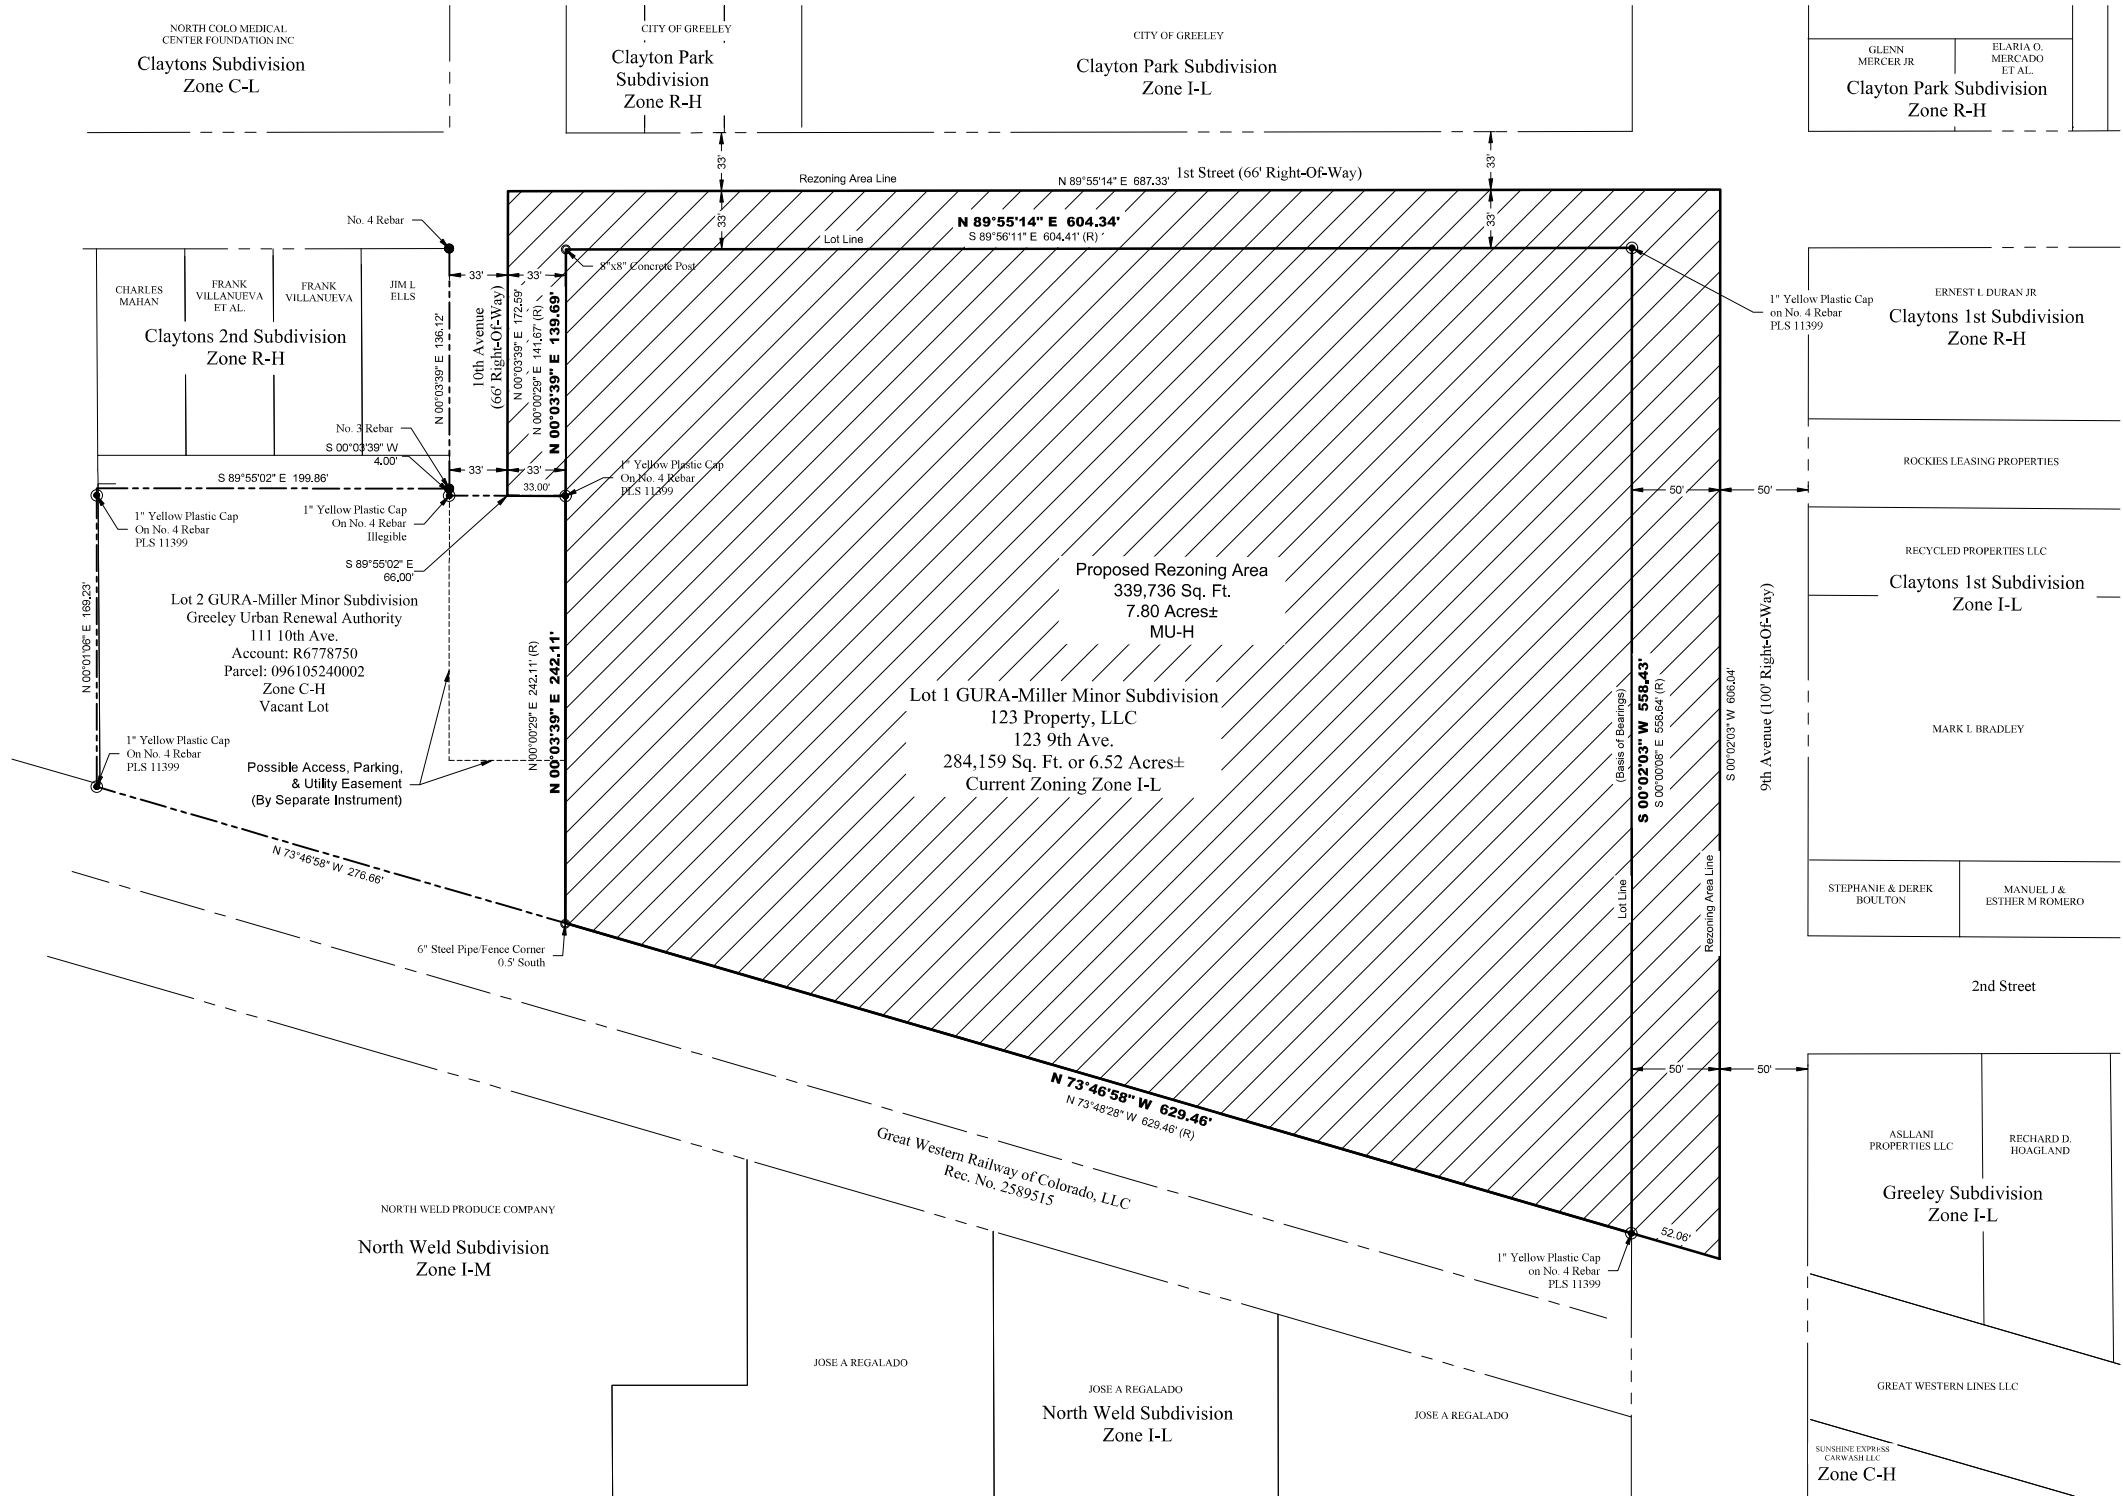 NORTH COLO MEDICAL
CENTER FOUNDATION INC
Claytons Subdivision
Zone C-L
CITY OF GREELEY
Clayton Park
Subdivision
Zone R-H
CITY OF GREELEY
Clayton Park Subdivision
Zone I-L
GLENN
MERCER JR
ELARIA O.
MERCADO
ET AL.
Clayton Park Subdivision
Zone R-H
33'
33'
1st Street (66' Right-Of-Way)
Rezoning Area Line
N 89°55'14" E 687.33'
33'
33'
N 89°55'14" E 604.34'
S 89°56'11" E 604.41' (R)
Lot Line
No. 4 Rebar
8"x8" Concrete Post
33'
33'
CHARLES
MAHAN
FRANK
VILLANUEVA
ET AL.
FRANK
VILLANUEVA
JIM L
ELLS
Claytons 2nd Subdivision
Zone R-H
N 00°03'39" E 136.12'
10th Avenue
(66' Right-Of-Way)
N 00°03'39" E 172.59'
N 00°00'29" E 141.67' (R)
N 00°03'39" E 139.69'
1" Yellow Plastic Cap
on No. 4 Rebar
PLS 11399
ERNEST L DURAN JR
Claytons 1st Subdivision
Zone R-H
No. 3 Rebar
S 00°03'39" W
4.00'
S 89°55'02" E 199.86'
33'
33'
33.00'
1" Yellow Plastic Cap
On No. 4 Rebar
PLS 11399
ROCKIES LEASING PROPERTIES
50'
50'
1" Yellow Plastic Cap
On No. 4 Rebar
PLS 11399
1" Yellow Plastic Cap
On No. 4 Rebar
Illegible
S 89°55'02" E
66.00'
RECYCLED PROPERTIES LLC
Claytons 1st Subdivision
Zone I-L
Proposed Rezoning Area
339,736 Sq. Ft.
7.80 Acres±
MU-H
N 00°01'06" E 169.23'
Lot 2 GURA-Miller Minor Subdivision
Greeley Urban Renewal Authority
111 10th Ave.
Account: R6778750
Parcel: 096105240002
Zone C-H
Vacant Lot
N 00°00'29" E 242.11' (R)
N 00°03'39" E 242.11'
Lot 1 GURA-Miller Minor Subdivision
123 Property, LLC
123 9th Ave.
284,159 Sq. Ft. or 6.52 Acres±
Current Zoning Zone I-L
(Basis of Bearings)
S 00°02'03" W 558.43'
S 00°00'08" E 558.64' (R)
S 00°02'03" W 606.04'
9th Avenue (100' Right-Of-Way)
MARK L BRADLEY
1" Yellow Plastic Cap
On No. 4 Rebar
PLS 11399
Possible Access, Parking,
& Utility Easement
(By Separate Instrument)
N 73°46'58" W 276.66'
Lot Line
Rezoning Area Line
STEPHANIE & DEREK
BOULTON
MANUEL J &
ESTHER M ROMERO
6" Steel Pipe/Fence Corner
0.5' South
2nd Street
50'
50'
N 73°46'58" W 629.46'
N 73°48'28" W 629.46' (R)
Great Western Railway of Colorado, LLC
Rec. No. 2589515
ASLLANI
PROPERTIES LLC
RECHARD D.
HOAGLAND
Greeley Subdivision
Zone I-L
NORTH WELD PRODUCE COMPANY
North Weld Subdivision
Zone I-M
52.06'
1" Yellow Plastic Cap
on No. 4 Rebar
PLS 11399
JOSE A REGALADO
JOSE A REGALADO
North Weld Subdivision
Zone I-L
JOSE A REGALADO
GREAT WESTERN LINES LLC
SUNSHINE EXPRESS
CARWASH LLC
Zone C-H